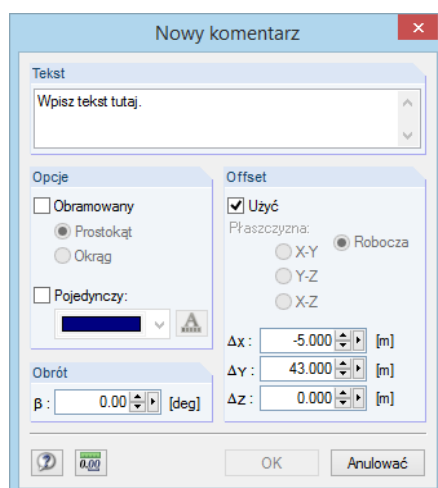 Nowy komentarz
Tekst
Wpisz tekst tutaj.
Opcje
Obramowany
Prostokąt
Okrąg
Pojedynczy:
A
Obrót
β : 0.00 [deg]
Offset
Użyć
Płaszczyzna:
X-Y
Robocza
Y-Z
X-Z
Δx : -5.000 [m]
ΔY : 43.000 [m]
Δz : 0.000 [m]
0.00
OK
Anulować